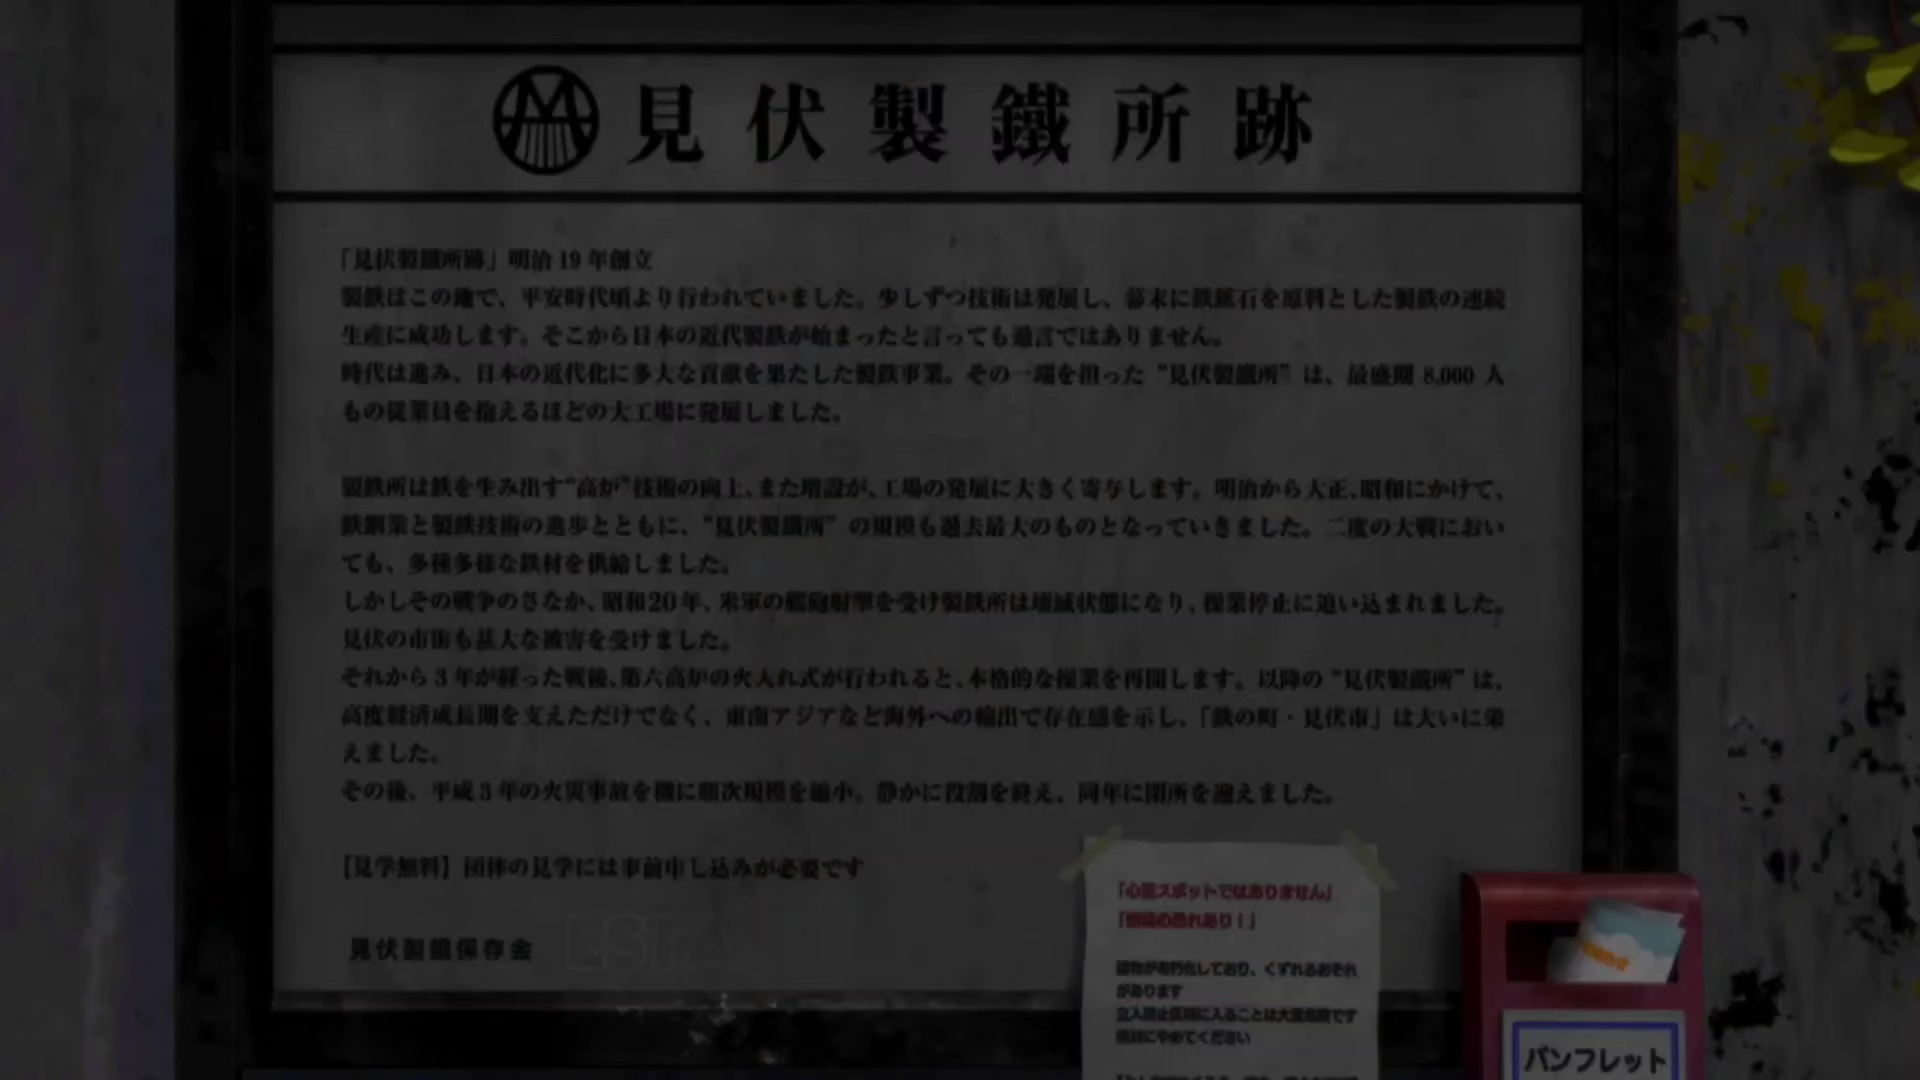 見伏製鐵所跡
「見伏製鐵所跡」明治19年創立
製鉄はこの地で、平安時代頃より行われていました。少しずつ技術は発展し、幕末に鉄鉱石を原料とした製鉄の連続
生産に成功します。そこから日本の近代製鉄が始まったと言っても過言ではありません。
時代は進み、日本の近代化に多大な貢献を果たした製鉄事業。その一端を担った“見伏製鐵所”は、最盛期8,000人
もの従業員を抱えるほどの大工場に発展しました。
製鉄所は鉄を生み出す“高炉”技術の向上、また増設が、工場の発展に大きく寄与します。明治から大正、昭和にかけて、
鉄鋼業と製鉄技術の進歩とともに、“見伏製鐵所”の規模も過去最大のものとなっていきました。二度の大戦におい
ても、多種多様な鉄材を供給しました。
しかしその戦争のさなか、昭和20年、米軍の艦砲射撃を受け製鉄所は壊滅状態になり、操業停止に追い込まれました。
見伏の市街も甚大な被害を受けました。
それから3年が経った戦後、第六高炉の火入れ式が行われると、本格的な操業を再開します。以降の“見伏製鐵所”は、
高度経済成長期を支えただけでなく、東南アジアなど海外への輸出で存在感を示し、「鉄の町・見伏市」は大いに栄
えました。
その後、平成3年の火災事故を機に順次規模を縮小。静かに役割を終え、同年に閉所を迎えました。
【見学無料】団体の見学には事前申し込みが必要です
見伏製鐵保存会
「心霊スポットではありません」
「崩落の恐れあり！」
建物が老朽化しており、くずれるおそれ
があります
立入禁止区域に入ることは大変危険です
絶対にやめてください
パンフレット